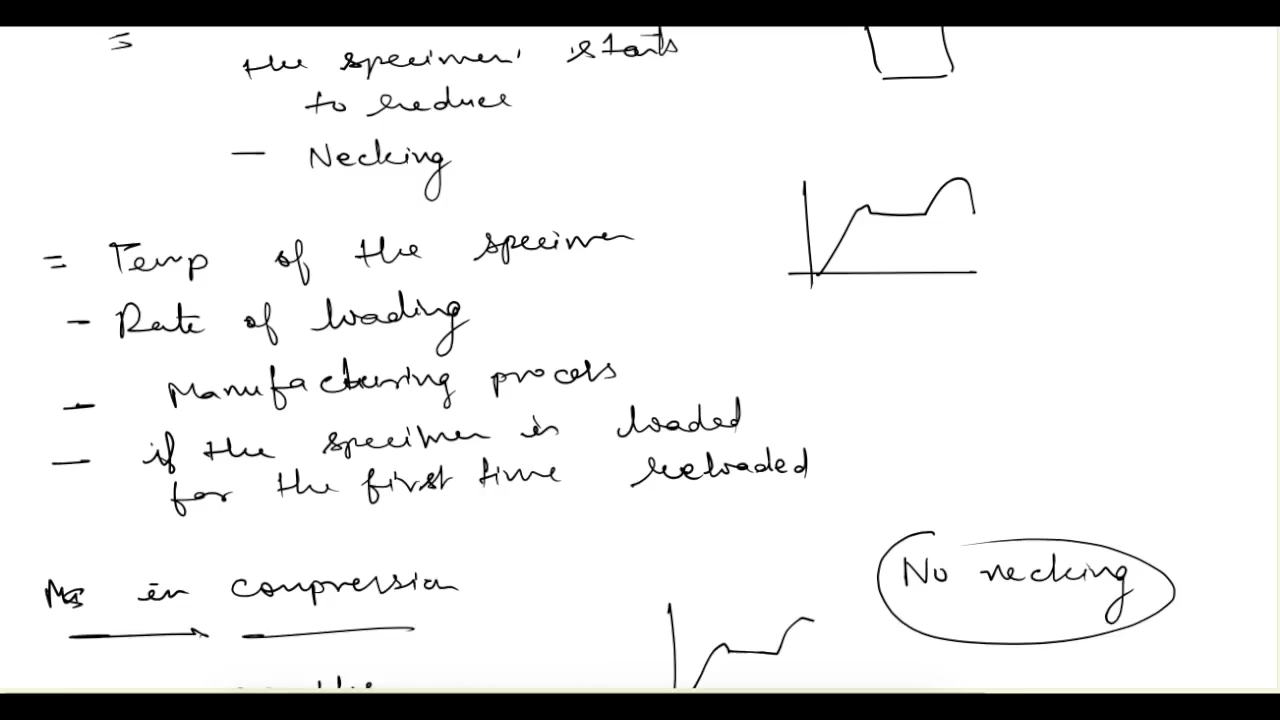 the specimen starts
to reduce
— Necking
= Temp of the specimen
- Rate of loading
- Manufacturing process
- if the specimen is loaded
for the first time reloaded
No necking
MS in compression